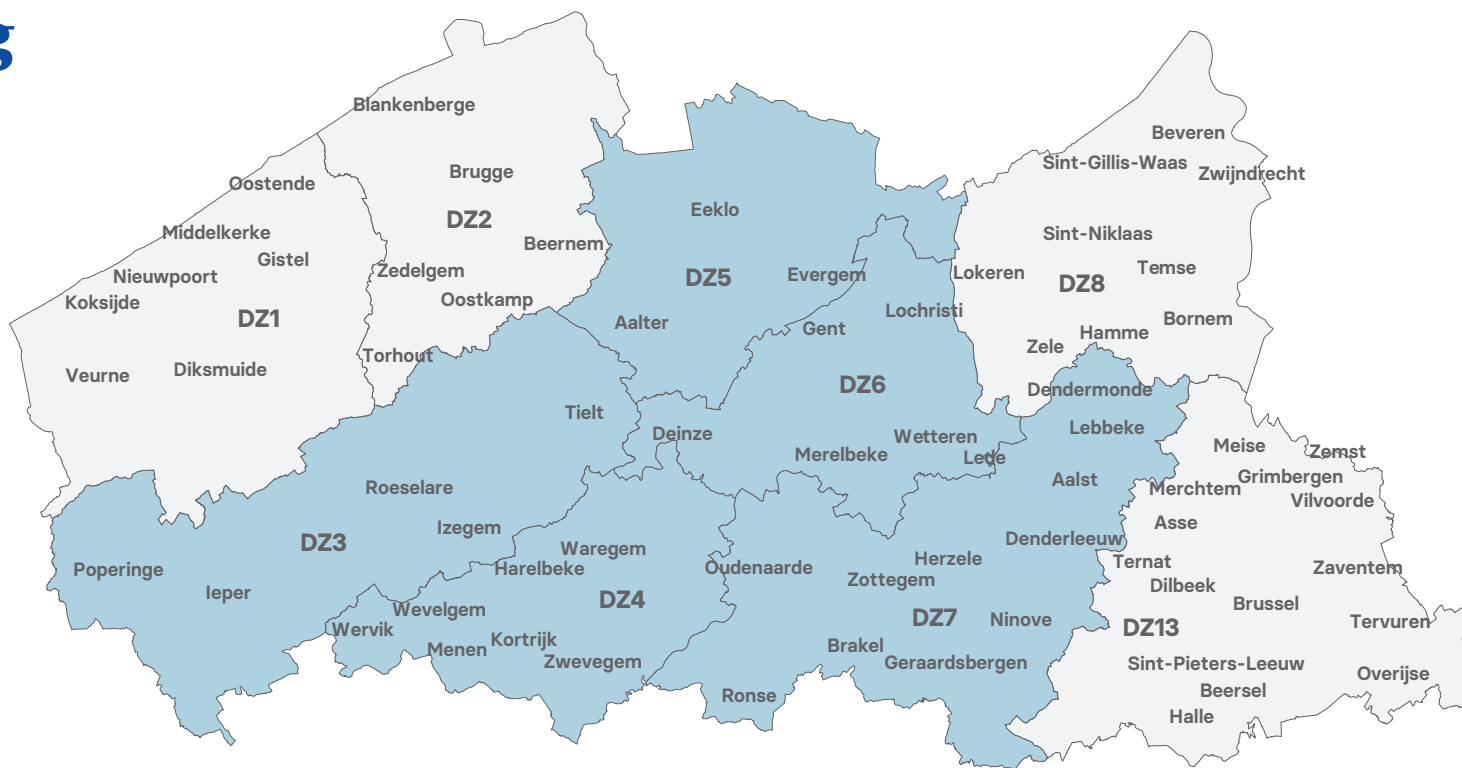 g
Blankenberge
Beveren
Sint-Gillis-Waas
Zwijndrecht
Brugge
Oostende
Eeklo
DZ2
Middelkerke
Sint-Niklaas
Beernem
Gistel
Temse
Zedelgem
Nieuwpoort
DZ5
Evergem
Lokeren
DZ8
Koksijde
Oostkamp
Lochristi
DZ1
Aalter
Gent
Bornem
Hamme
Zele
Torhout
Veurne
Diksmuide
DZ6
Dendermonde
Tielt
Lebbeke
Deinze
Wetteren
Meise
Zemst
Merelbeke
Lede
Grimbergen
Aalst
Roeselare
Merchtem
Vilvoorde
Izegem
Asse
DZ3
Waregem
Denderleeuw
Herzele
Ternat
Poperinge
Harelbeke
Oudenaarde
Zaventem
Zottegem
Dilbeek
Ieper
DZ4
Brussel
Wevelgem
DZ7
Ninove
Tervuren
Wervik
DZ13
Kortrijk
Menen
Brakel
Zwevegem
Geraardsbergen
Sint-Pieters-Leeuw
Overijse
Ronse
Beersel
Halle